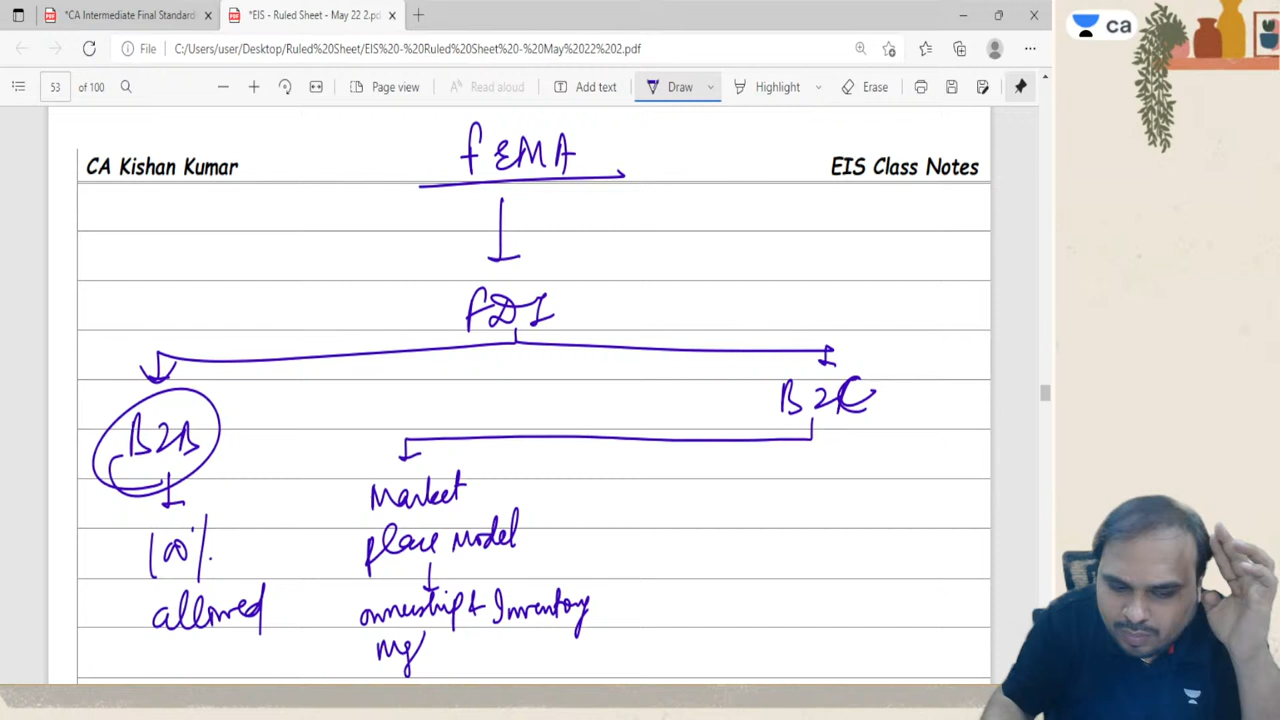 *CA Intermediate Final Standard
*EIS - Ruled Sheet - May 22 2.pd
File
C:/Users/user/Desktop/Ruled%20Sheet/EIS%20-%20Ruled%20Sheet%20-%20May%2022%202.pdf
ca
53 of 100
Page view
Read aloud
Add text
Draw
Highlight
Erase
CA Kishan Kumar
FEMA
EIS Class Notes
FDI
B2B
B2C
100%
allowed
Market
place Model
ownership & Inventory
Mg